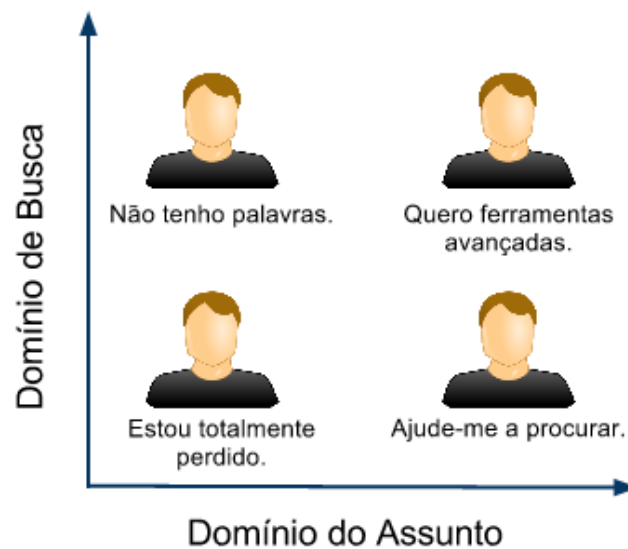 Domínio de Busca
Não tenho palavras.
Quero ferramentas
avançadas.
Estou totalmente
perdido.
Ajude-me a procurar.
Domínio do Assunto